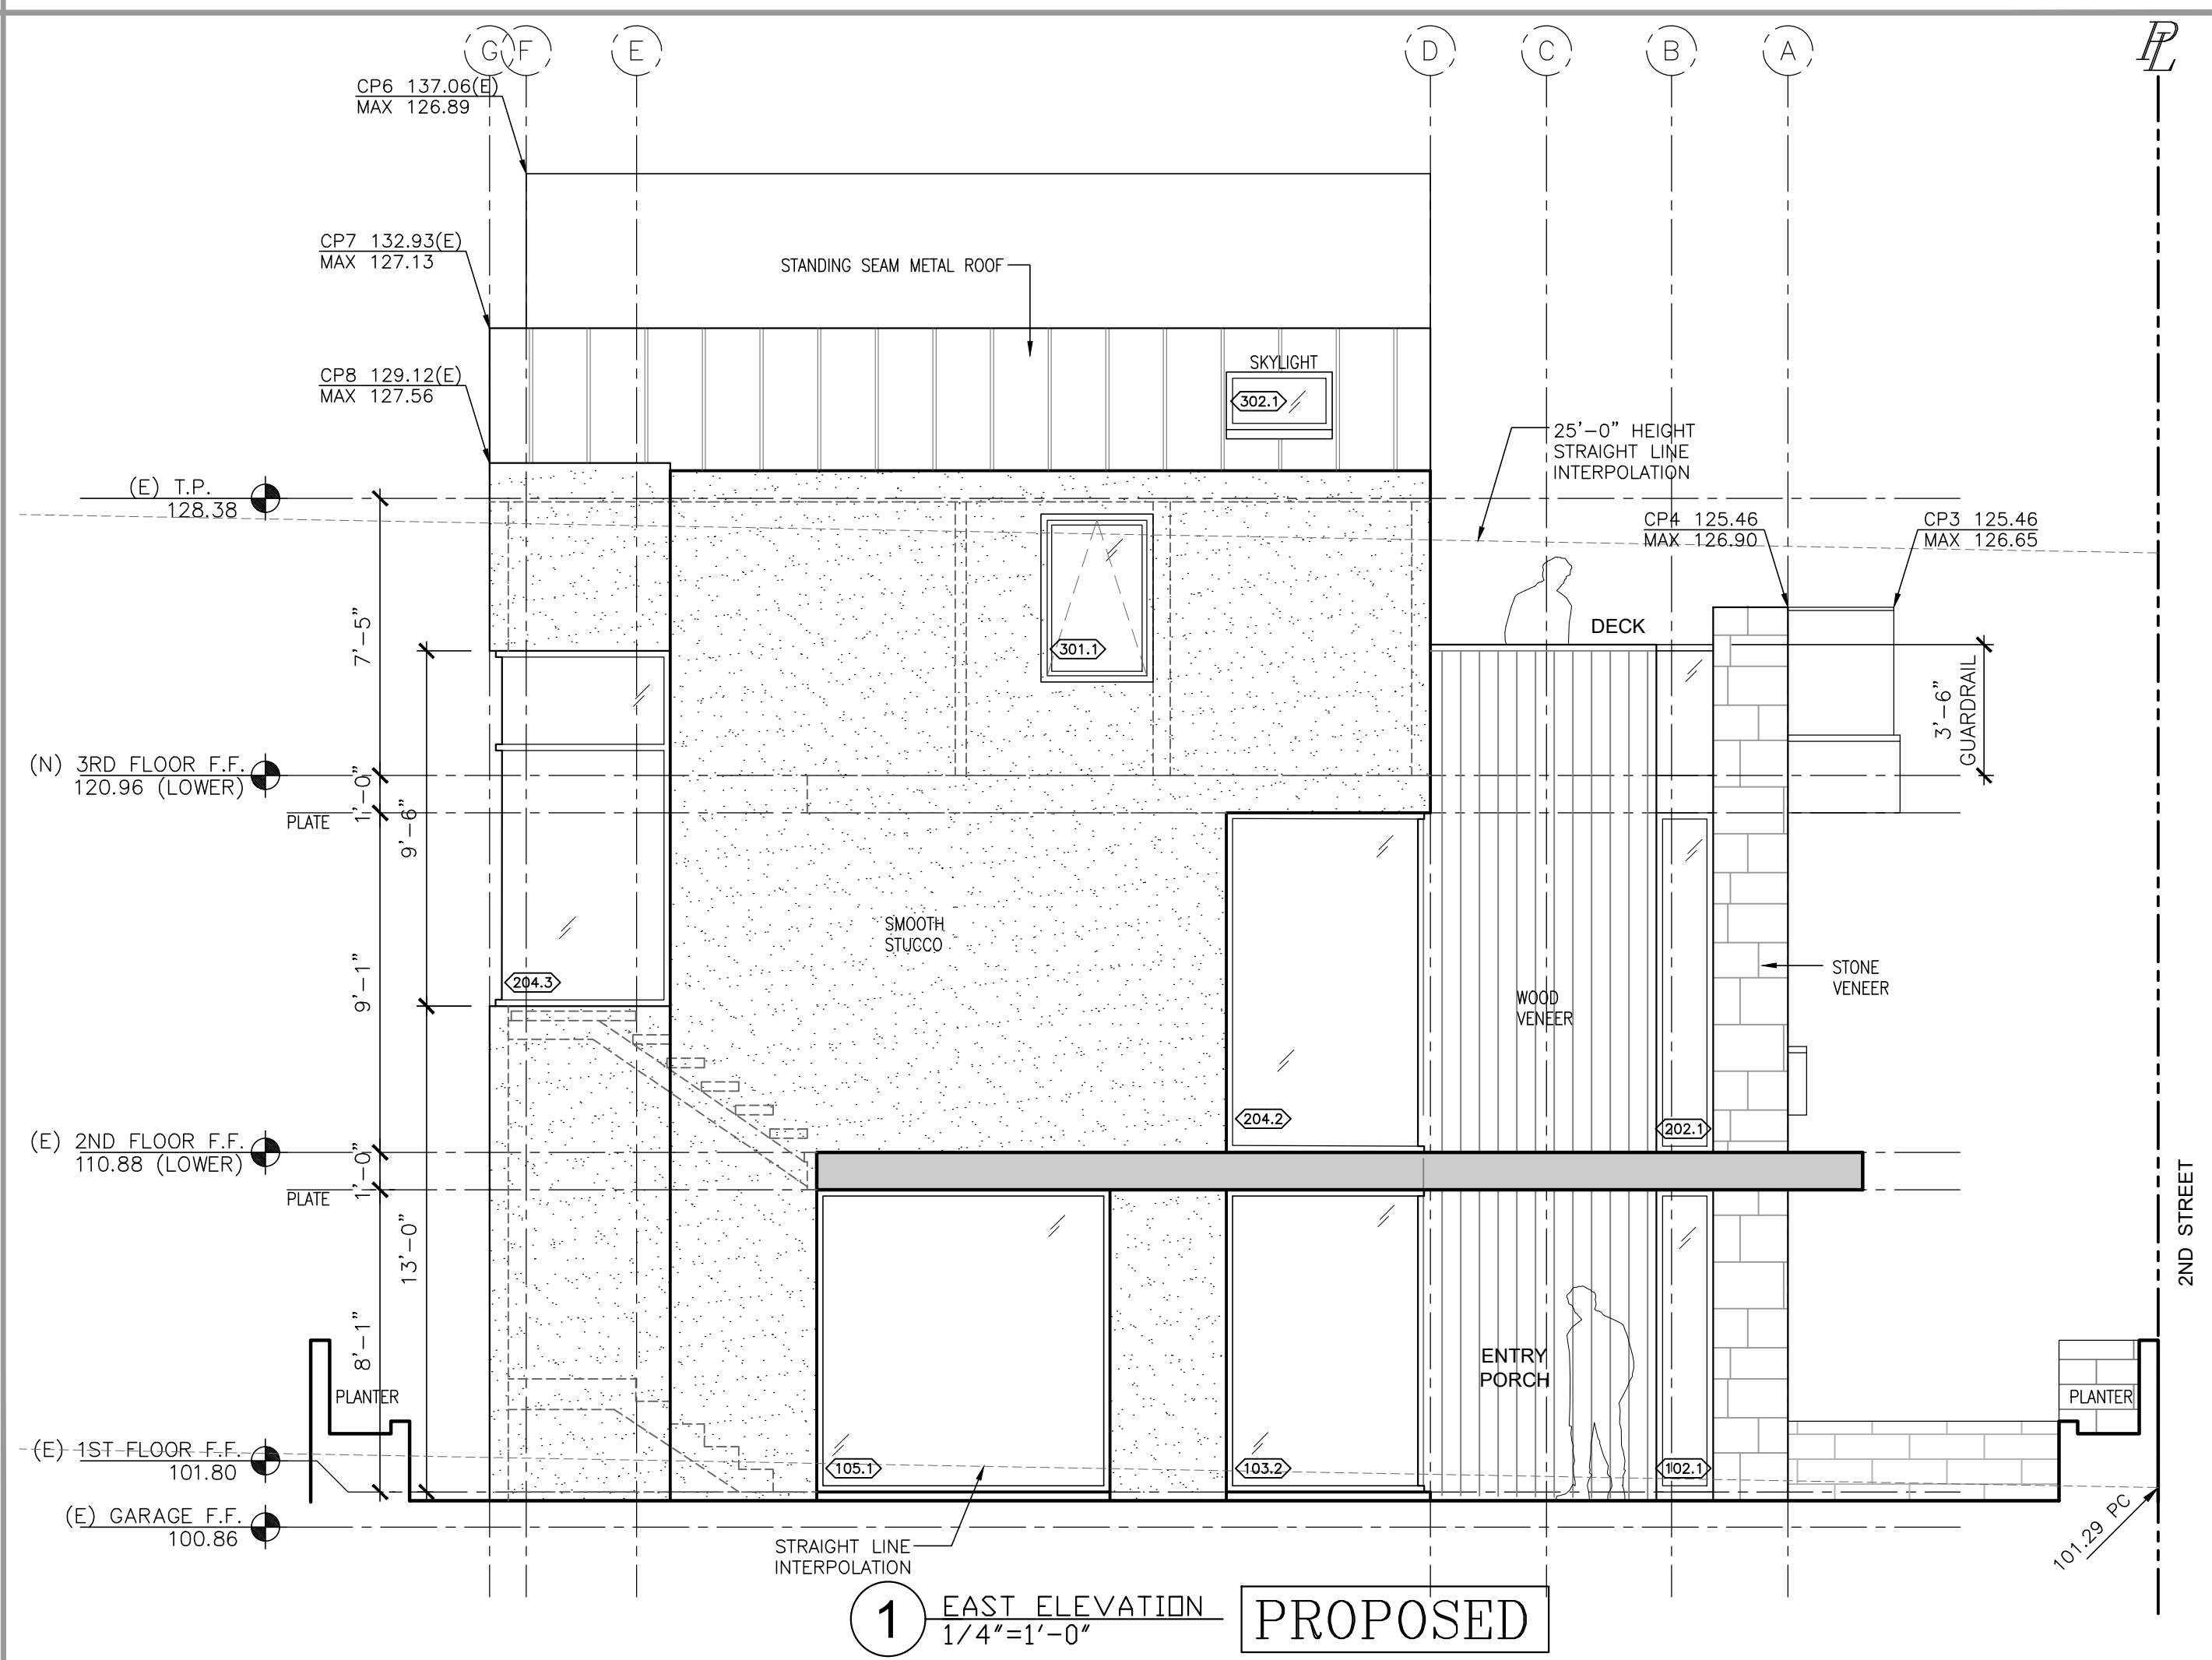 G F E D C B A PL
CP6 137.06(E)
MAX 126.89
CP7 132.93(E)
MAX 127.13
STANDING SEAM METAL ROOF
CP8 129.12(E)
MAX 127.56
SKYLIGHT
302.1
25'-0" HEIGHT
STRAIGHT LINE
INTERPOLATION
(E) T.P.
128.38
CP4 125.46
MAX 126.90
CP3 125.46
MAX 126.65
7'-5"
301.1
DECK
3'-6"
GUARDRAIL
(N) 3RD FLOOR F.F.
120.96 (LOWER)
1'-0"
PLATE
9'-6"
SMOOTH
STUCCO
9'-1"
204.3
WOOD
VENEER
STONE
VENEER
204.2
202.1
(E) 2ND FLOOR F.F.
110.88 (LOWER)
1'-0"
PLATE
13'-0"
2ND STREET
8'-1"
ENTRY
PORCH
PLANTER
PLANTER
(E) 1ST FLOOR F.F.
101.80
105.1
103.2
102.1
(E) GARAGE F.F.
100.86
STRAIGHT LINE
INTERPOLATION
101.29 PC
1
EAST ELEVATION
1/4"=1'-0"
PROPOSED